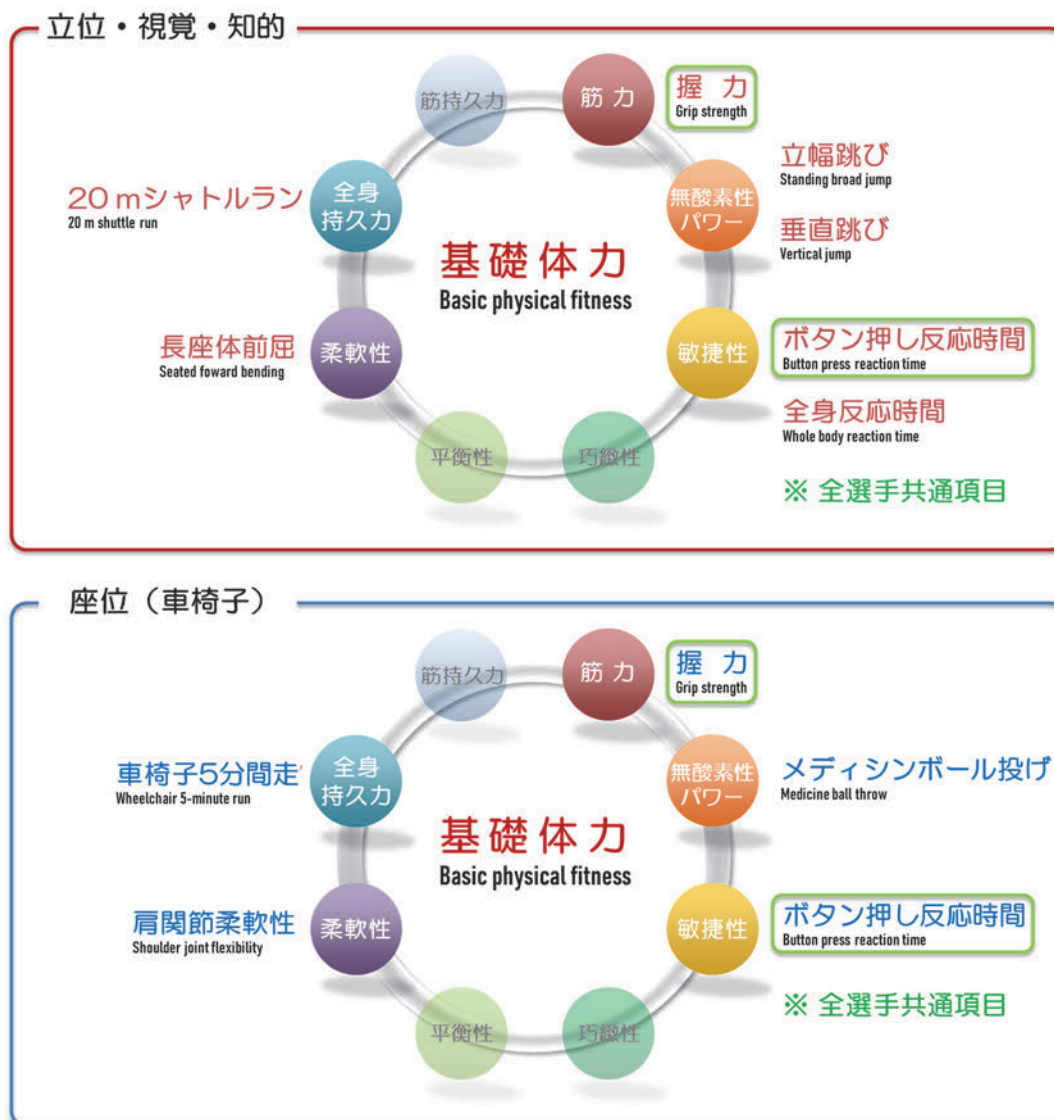 立位・視覚・知的
筋持久力
筋 力
握 力
Grip strength
立幅跳び
Standing broad jump
20 mシャトルラン
20 m shuttle run
全身
持久力
無酸素性
パワー
垂直跳び
Vertical jump
基礎体力
Basic physical fitness
長座体前屈
Seated foward bending
柔軟性
敏捷性
ボタン押し反応時間
Button press reaction time
全身反応時間
Whole body reaction time
平衡性
巧緻性
※ 全選手共通項目
座位（車椅子）
筋持久力
筋 力
握 力
Grip strength
車椅子5分間走
Wheelchair 5-minute run
全身
持久力
無酸素性
パワー
メディシンボール投げ
Medicine ball throw
基礎体力
Basic physical fitness
肩関節柔軟性
Shoulder joint flexibility
柔軟性
敏捷性
ボタン押し反応時間
Button press reaction time
※ 全選手共通項目
平衡性
巧緻性